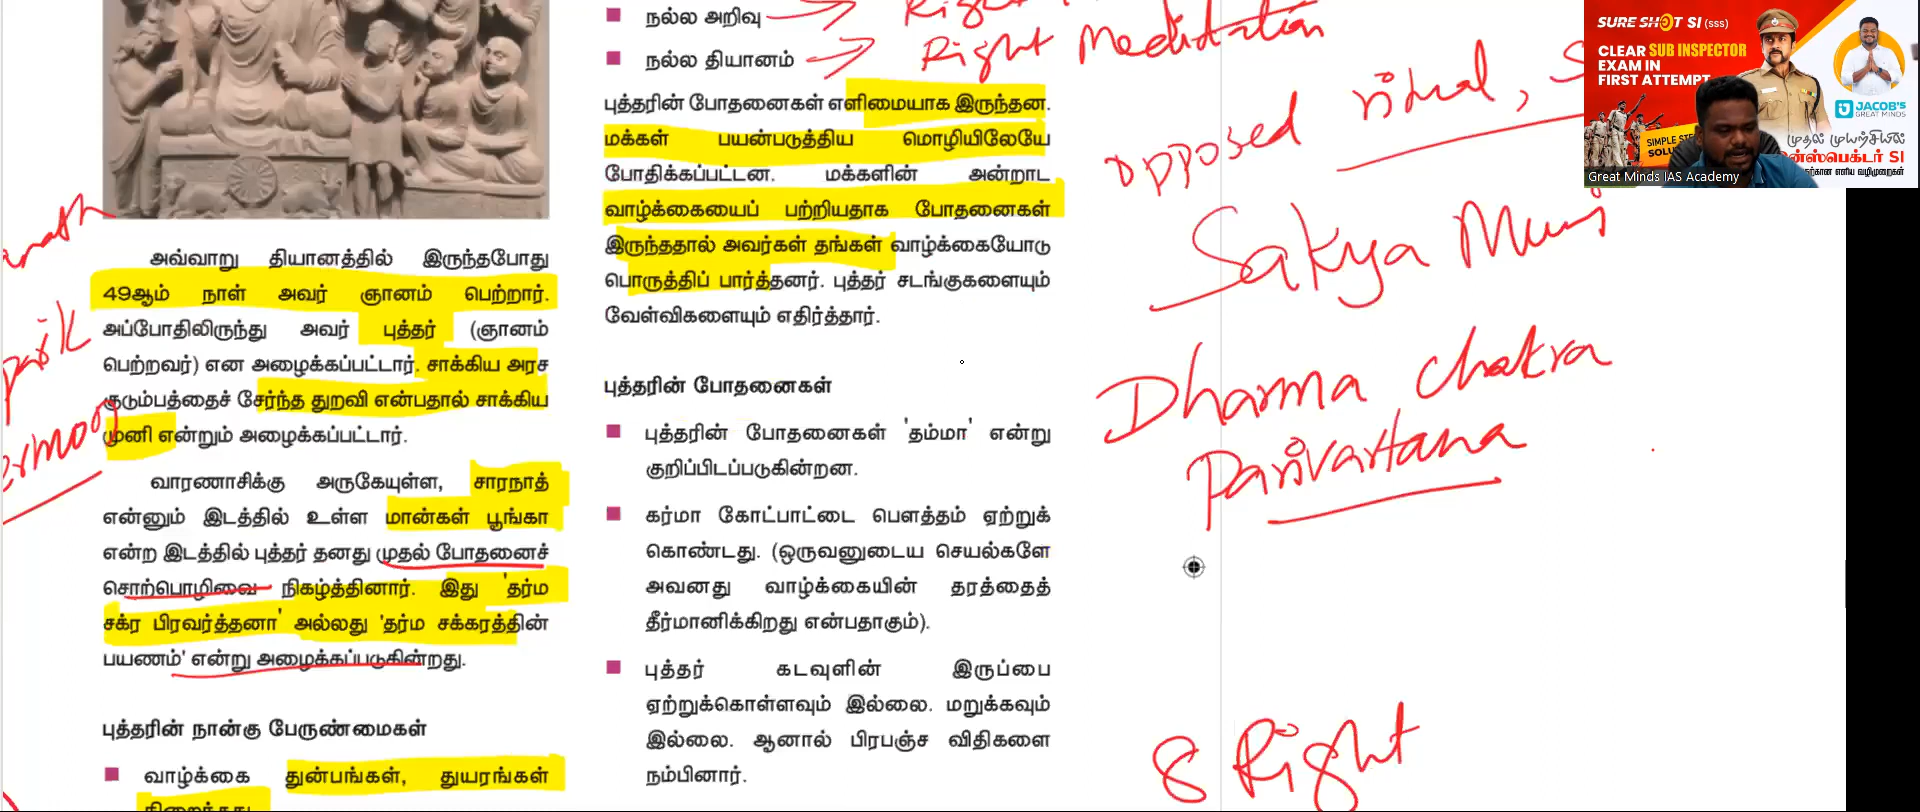 அவ்வாறு தியானத்தில் இருந்தபோது
49ஆம் நாள் அவர் ஞானம் பெற்றார்.
அப்போதிலிருந்து அவர் புத்தர் (ஞானம்
பெற்றவர்) என அழைக்கப்பட்டார். சாக்கிய அரச
குடும்பத்தைச் சேர்ந்த துறவி என்பதால் சாக்கிய
முனி என்றும் அழைக்கப்பட்டார்.
வாரணாசிக்கு அருகேயுள்ள, சாரநாத்
என்னும் இடத்தில் உள்ள மான்கள் பூங்கா
என்ற இடத்தில் புத்தர் தனது முதல் போதனைச்
சொற்பொழிவை நிகழ்த்தினார். இது 'தர்ம
சக்ர பிரவர்த்தனா' அல்லது 'தர்ம சக்கரத்தின்
பயணம்' என்று அழைக்கப்படுகின்றது.
புத்தரின் நான்கு பேருண்மைகள்
வாழ்க்கை துன்பங்கள், துயரங்கள்
நல்ல அறிவு
நல்ல தியானம்
Right Meditation
புத்தரின் போதனைகள் எளிமையாக இருந்தன.
மக்கள் பயன்படுத்திய மொழியிலேயே
போதிக்கப்பட்டன. மக்களின் அன்றாட
வாழ்க்கையைப் பற்றியதாக போதனைகள்
இருந்ததால் அவர்கள் தங்கள் வாழ்க்கையோடு
பொருத்திப் பார்த்தனர். புத்தர் சடங்குகளையும்
வேள்விகளையும் எதிர்த்தார்.
புத்தரின் போதனைகள்
புத்தரின் போதனைகள் 'தம்மா' என்று
குறிப்பிடப்படுகின்றன.
கர்மா கோட்பாட்டை பௌத்தம் ஏற்றுக்
கொண்டது. (ஒருவனுடைய செயல்களே
அவனது வாழ்க்கையின் தரத்தைத்
தீர்மானிக்கிறது என்பதாகும்).
புத்தர் கடவுளின் இருப்பை
ஏற்றுக்கொள்ளவும் இல்லை. மறுக்கவும்
இல்லை. ஆனால் பிரபஞ்ச விதிகளை
நம்பினார்.
opposed ritual,
Sakya Muni
Dharma Chakra
Parivartana
8 Right
SURE SHOT SI (SSS)
CLEAR SUB INSPECTOR
EXAM IN
FIRST ATTEMPT
JACOB's
GREAT MINDS
முதல் முயற்சியில்
Great Minds IAS Academy